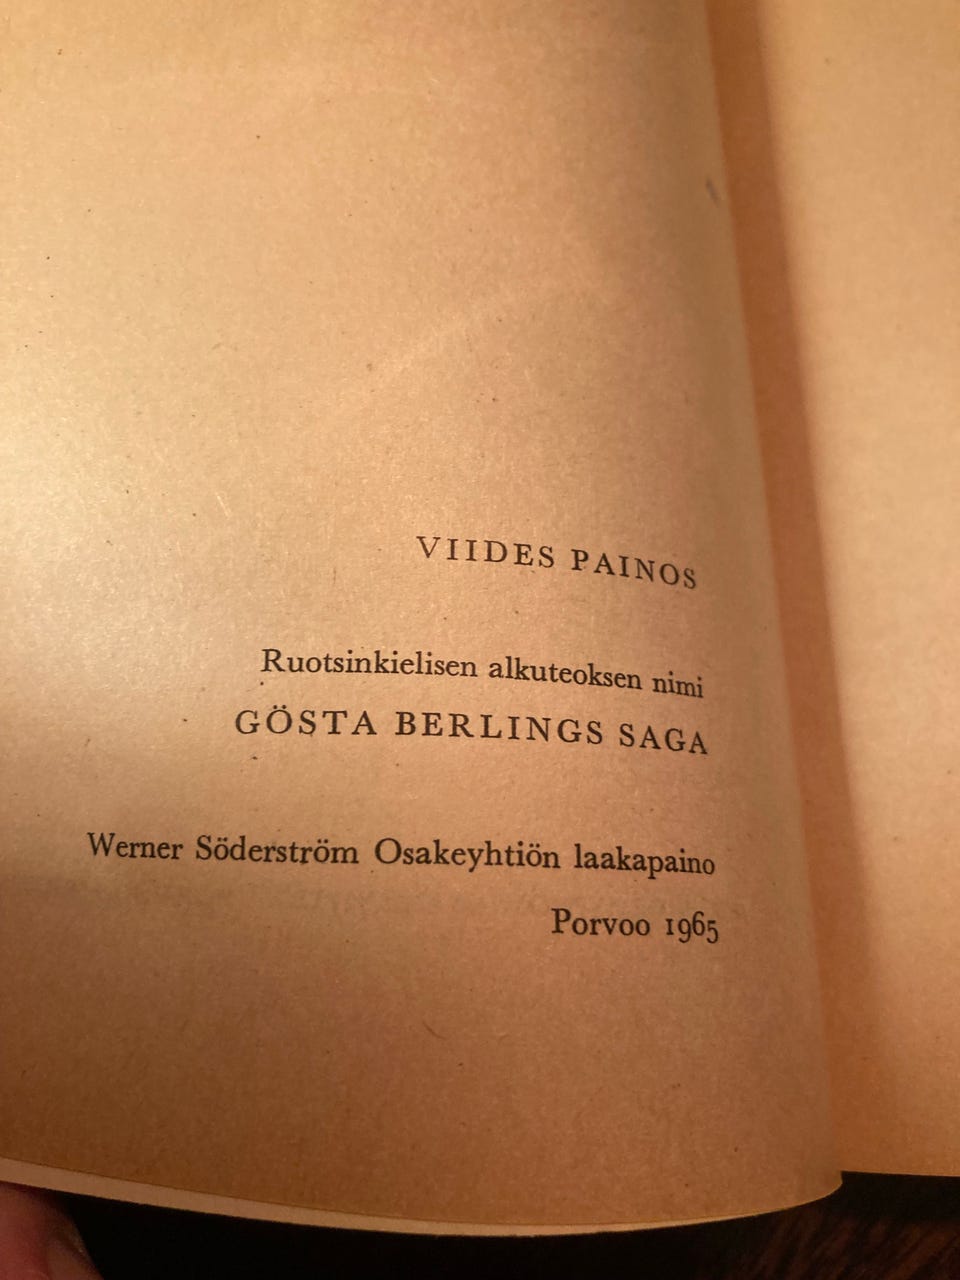 VIIDES PAINOS
Ruotsinkielisen alkuteoksen nimi
GÖSTA BERLINGS SAGA
Werner Söderström Osakeyhtiön laakapaino
Porvoo 1965